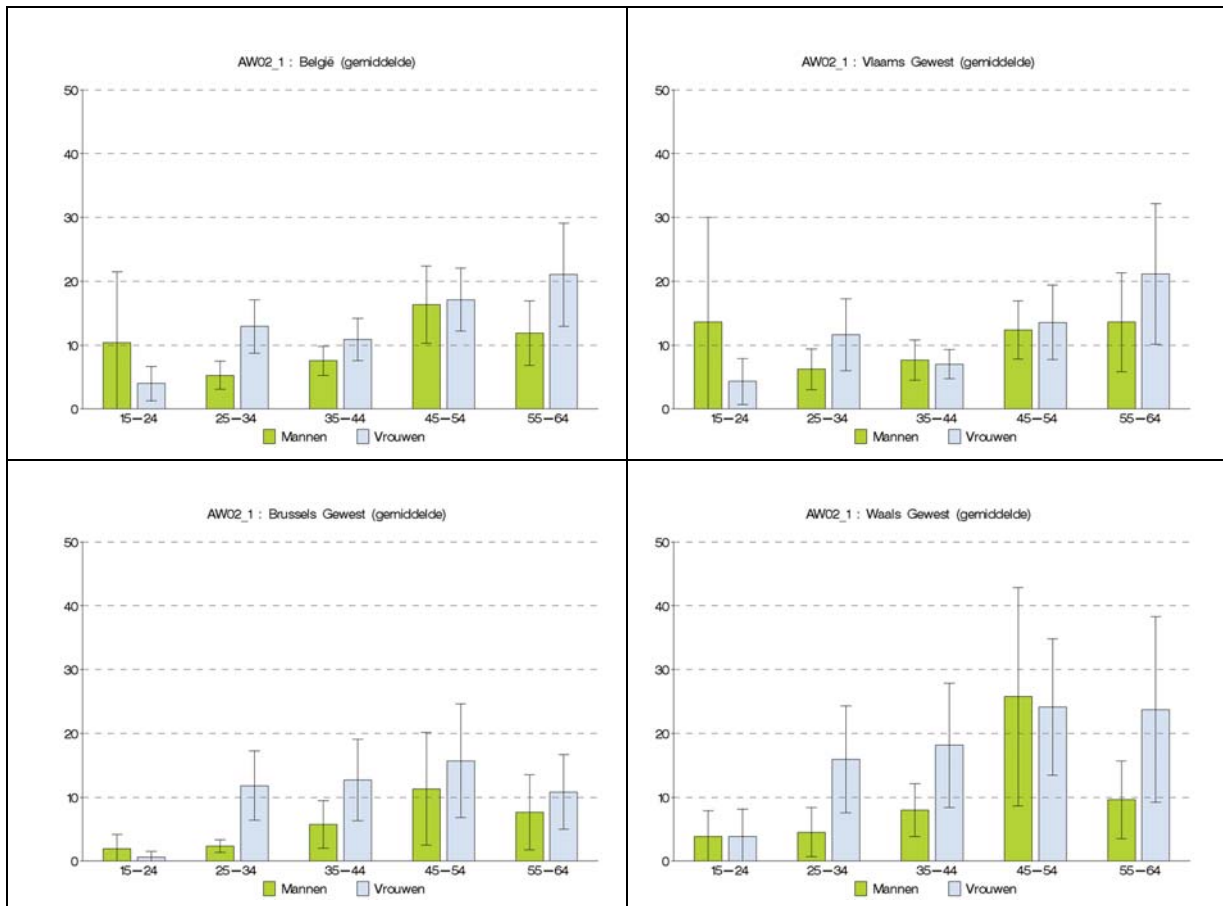 AW02_1 : België (gemiddelde)
50
40
30
20
10
0
15-24 25-34 35-44 45-54 55-64
Mannen Vrouwen
AW02_1 : Vlaams Gewest (gemiddelde)
50
40
30
20
10
0
15-24 25-34 35-44 45-54 55-64
Mannen Vrouwen
AW02_1 : Brussels Gewest (gemiddelde)
50
40
30
20
10
0
15-24 25-34 35-44 45-54 55-64
Mannen Vrouwen
AW02_1 : Waals Gewest (gemiddelde)
50
40
30
20
10
0
15-24 25-34 35-44 45-54 55-64
Mannen Vrouwen